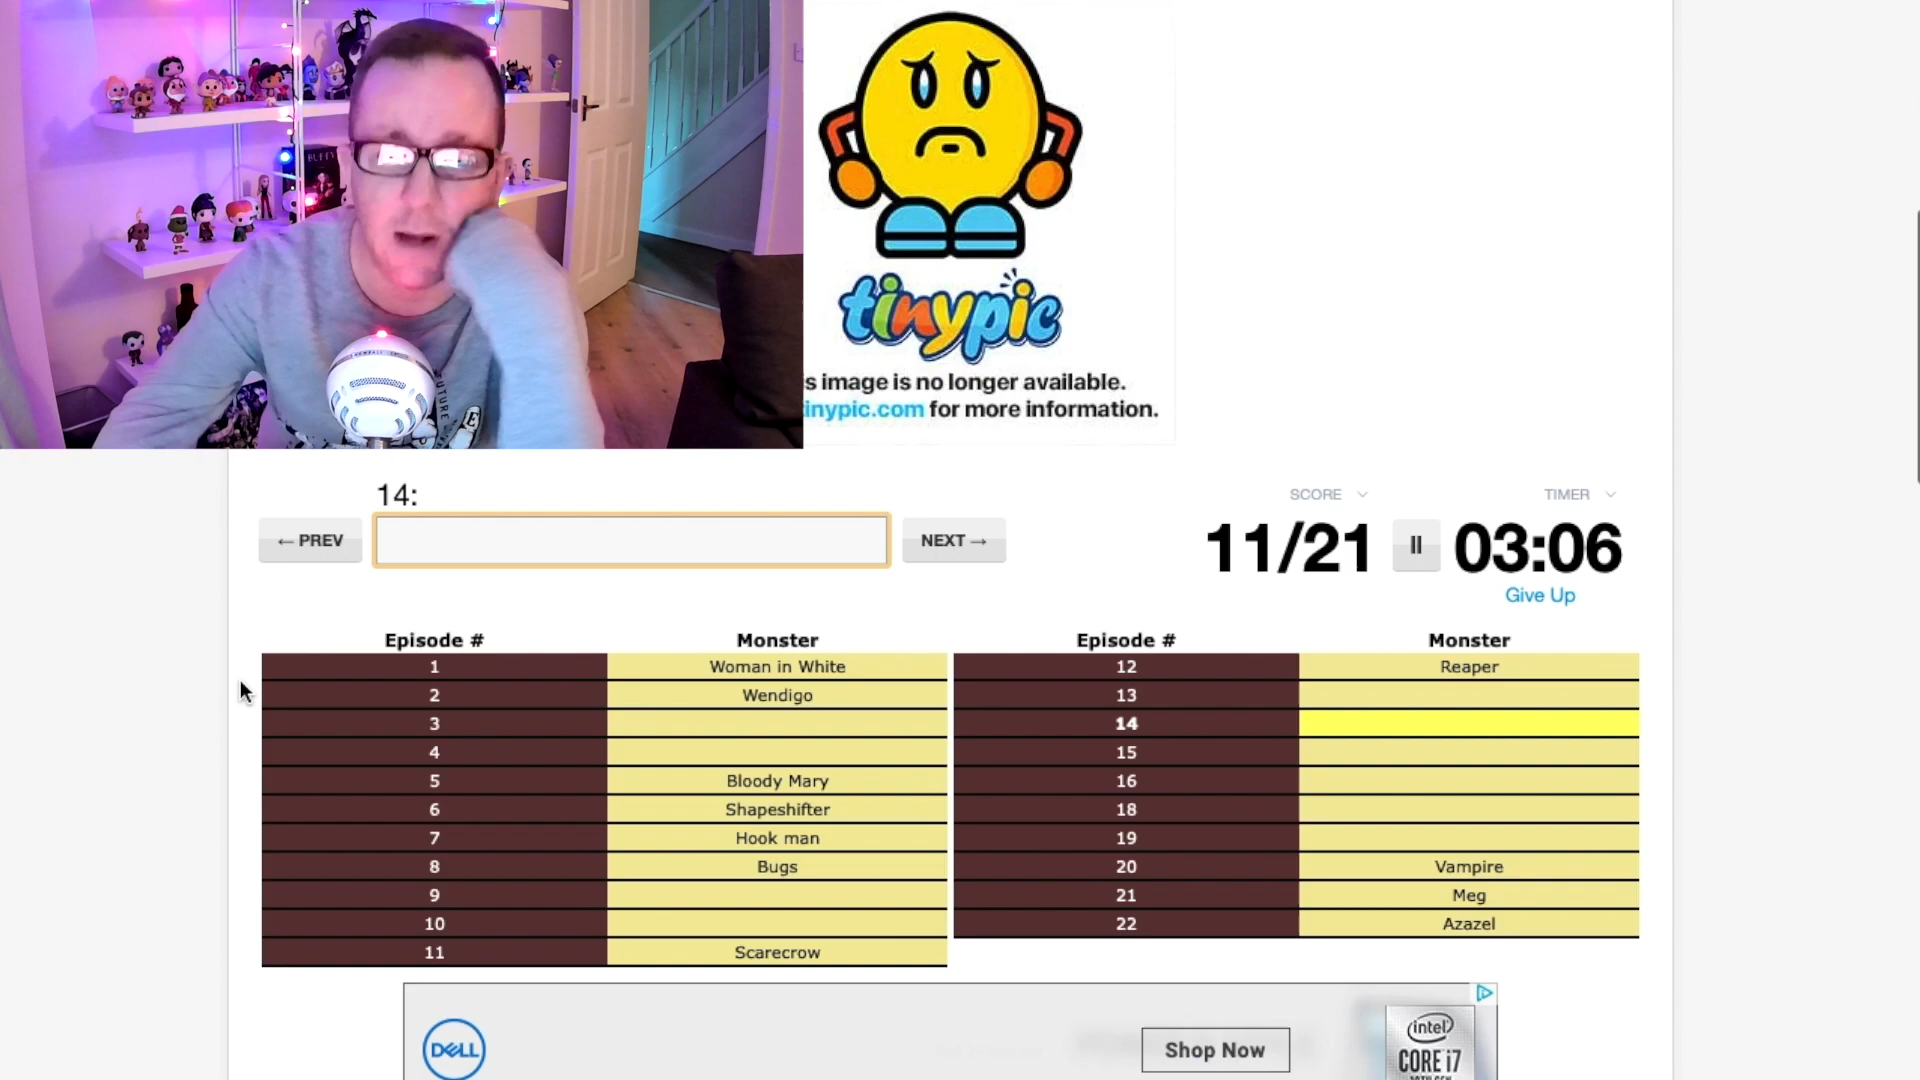 BUFFY
tinypic
s image is no longer available.
inypic.com for more information.
14:
← PREV
NEXT →
SCORE
11/21
TIMER
03:06
Give Up
Episode # Monster
1 Woman in White
2 Wendigo
3
4
5 Bloody Mary
6 Shapeshifter
7 Hook man
8 Bugs
9
10
11 Scarecrow
Episode # Monster
12 Reaper
13
14
15
16
18
19
20 Vampire
21 Meg
22 Azazel
DELL
Shop Now
intel
CORE i7